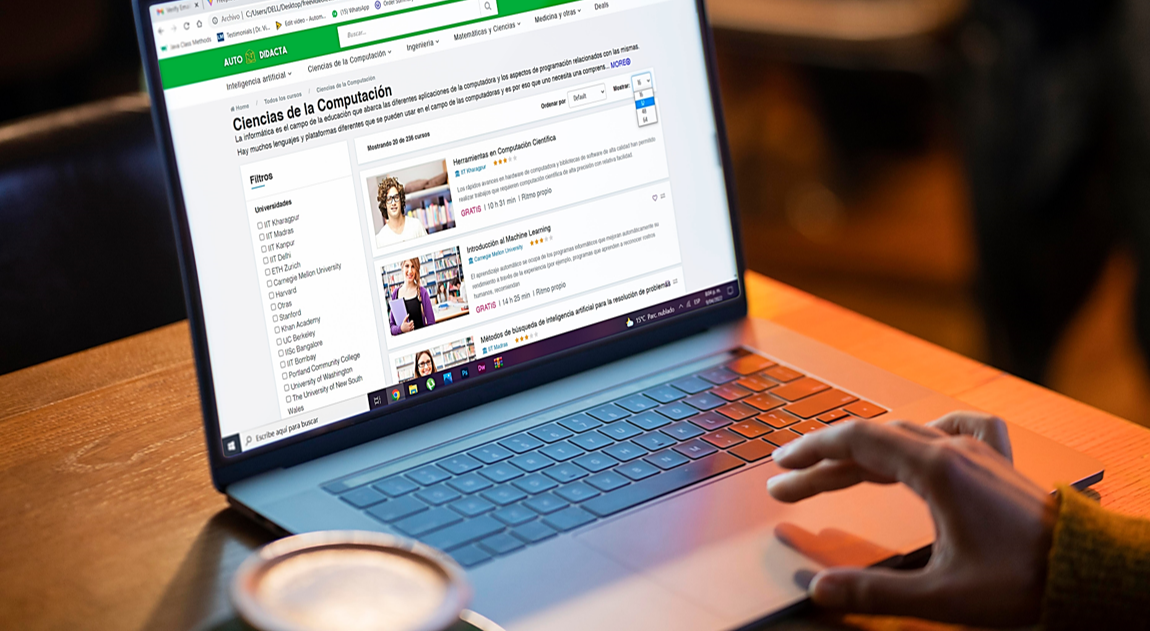 Archivo | C:/Users/DELL/Desktop/
Java Class Methods
Testimonials | Dr. Vi...
Edit video - Autom...
(15) WhatsApp
Order Summary
AUTO DIDACTA
Buscar...
Inteligencia artificial
Ciencias de la Computación
Ingeniería
Matemáticas y Ciencias
Medicina y otras
Deals
Home / Todos los cursos / Ciencias de la Computación
Ciencias de la Computación
La informática es el campo de la educación que abarca las diferentes aplicaciones de la computadora y los aspectos de programación relacionados con las mismas.
Hay muchos lenguajes y plataformas diferentes que se pueden usar en el campo de las computadoras y es por eso que uno necesita una comprens... MORE
Ordenar por
Default
Mostrar:
Mostrando 20 de 236 cursos
Filtros
Universidades
IIT Kharagpur
IIT Madras
IIT Kanpur
IIT Delhi
ETH Zurich
Carnegie Mellon University
Harvard
Otras
Stanford
Khan Academy
UC Berkeley
IISc Bangalore
IIT Bombay
Portland Community College
University of Washington
The University of New South
Wales
Herramientas en Computación Científica
IIT Kharagpur
Los rápidos avances en hardware de computadora y bibliotecas de software de alta calidad han permitido
realizar trabajos que requieren computación científica de alta precisión con relativa facilidad.
GRATIS | 10 h 31 min | Ritmo propio
Introducción al Machine Learning
Carnegie Mellon University
El aprendizaje automático se ocupa de los programas informáticos que mejoran automáticamente su
rendimiento a través de la experiencia (por ejemplo, programas que aprenden a reconocer rostros
humanos, recomiendan
GRATIS | 14 h 25 min | Ritmo propio
Métodos de búsqueda de inteligencia artificial para la resolución de problemas
IIT Madras
Escribe aquí para buscar
15°C Parc. nublado
ESP